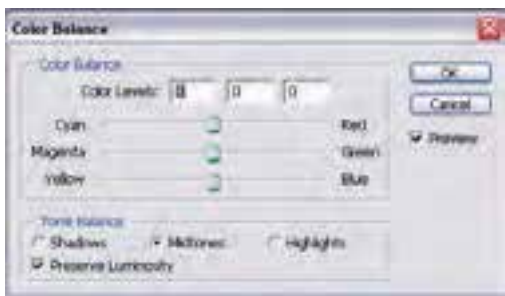 Color Balance
Color Balance
Color Levels: 0 0 0
Cyan Red
Magenta Green
Yellow Blue
Tone Balance
Shadows Midtones Highlights
Preserve Luminosity
OK
Cancel
Preview